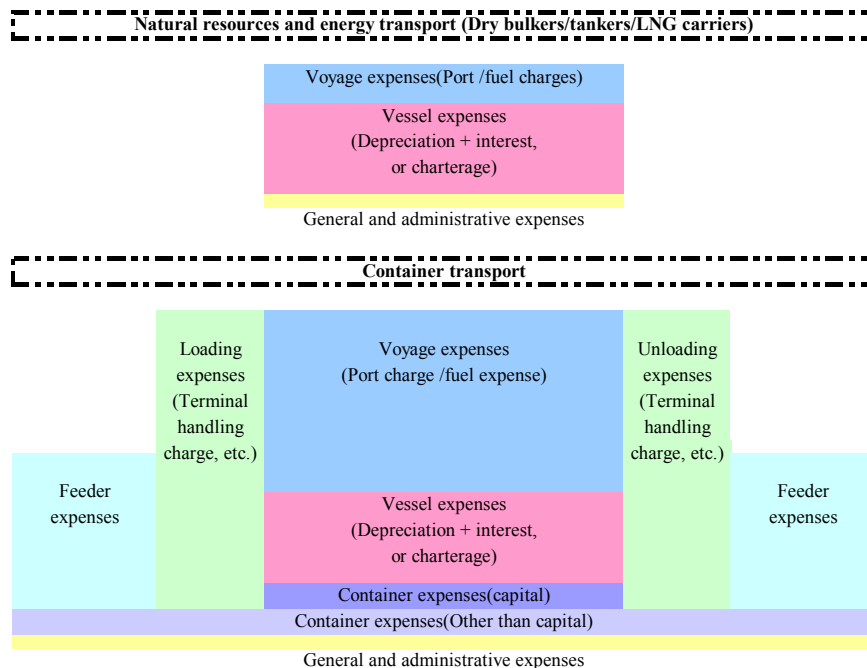 Natural resources and energy transport (Dry bulkers/tankers/LNG carriers)
Voyage expenses(Port /fuel charges)
Vessel expenses
(Depreciation + interest,
or charterage)
General and administrative expenses
Container transport
Loading
expenses
(Terminal
handling
charge, etc.)
Voyage expenses
(Port charge /fuel expense)
Unloading
expenses
(Terminal
handling
charge, etc.)
Feeder
expenses
Vessel expenses
(Depreciation + interest,
or charterage)
Feeder
expenses
Container expenses(capital)
Container expenses(Other than capital)
General and administrative expenses